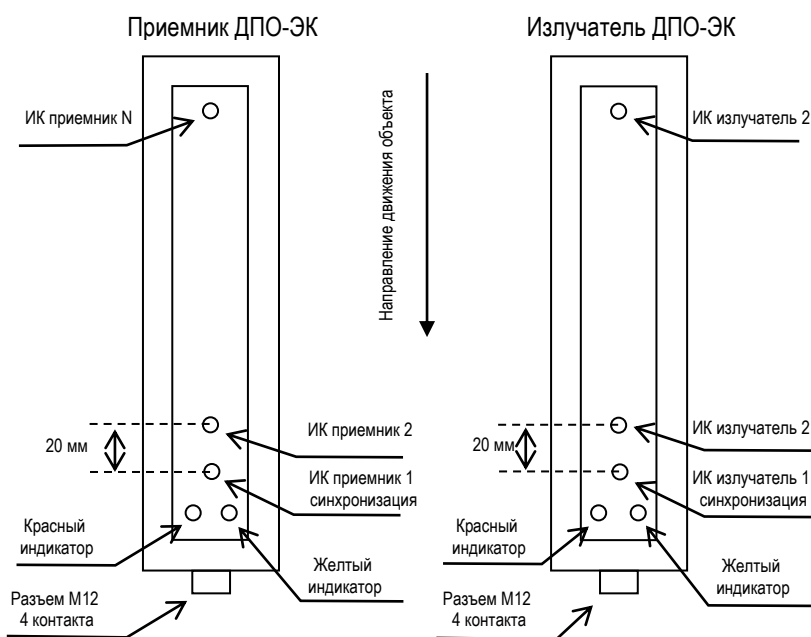 Приемник ДПО-ЭК
ИК приемник N
ИК приемник 2
20 мм
ИК приемник 1
синхронизация
Красный
индикатор
Желтый
индикатор
Разъем М12
4 контакта
Направление движения объекта
Излучатель ДПО-ЭК
ИК излучатель 2
ИК излучатель 2
20 мм
ИК излучатель 1
синхронизация
Красный
индикатор
Желтый
индикатор
Разъем М12
4 контакта